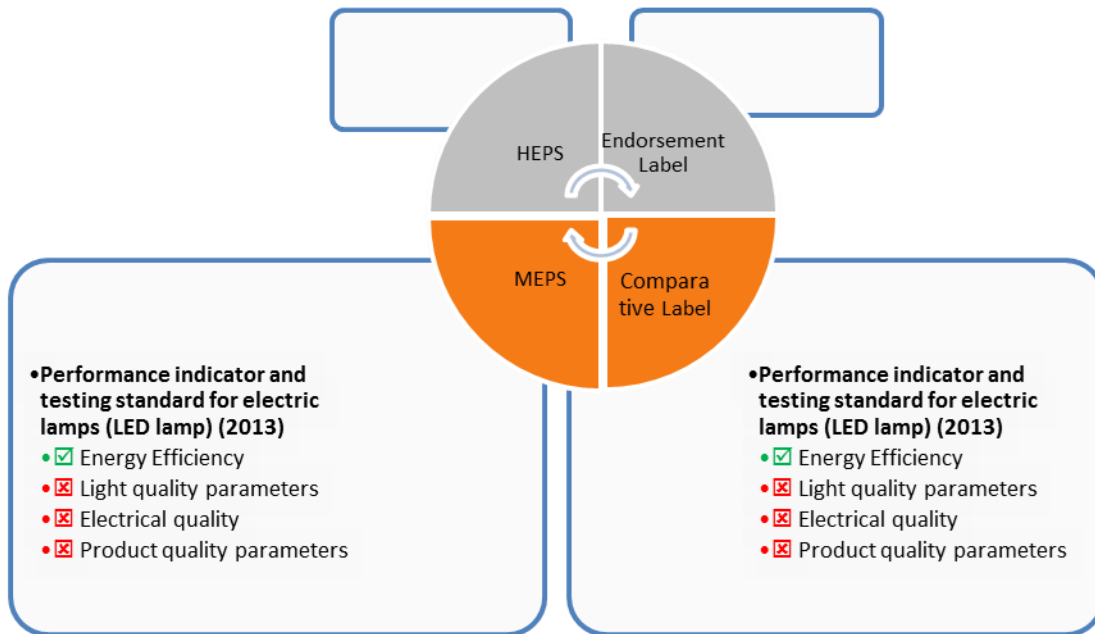 HEPS
Endorsement
Label
MEPS
Compara
tive Label
•Performance indicator and
testing standard for electric
lamps (LED lamp) (2013)
• ☑ Energy Efficiency
• ☒ Light quality parameters
• ☒ Electrical quality
• ☒ Product quality parameters
•Performance indicator and
testing standard for electric
lamps (LED lamp) (2013)
• ☑ Energy Efficiency
• ☒ Light quality parameters
• ☒ Electrical quality
• ☒ Product quality parameters